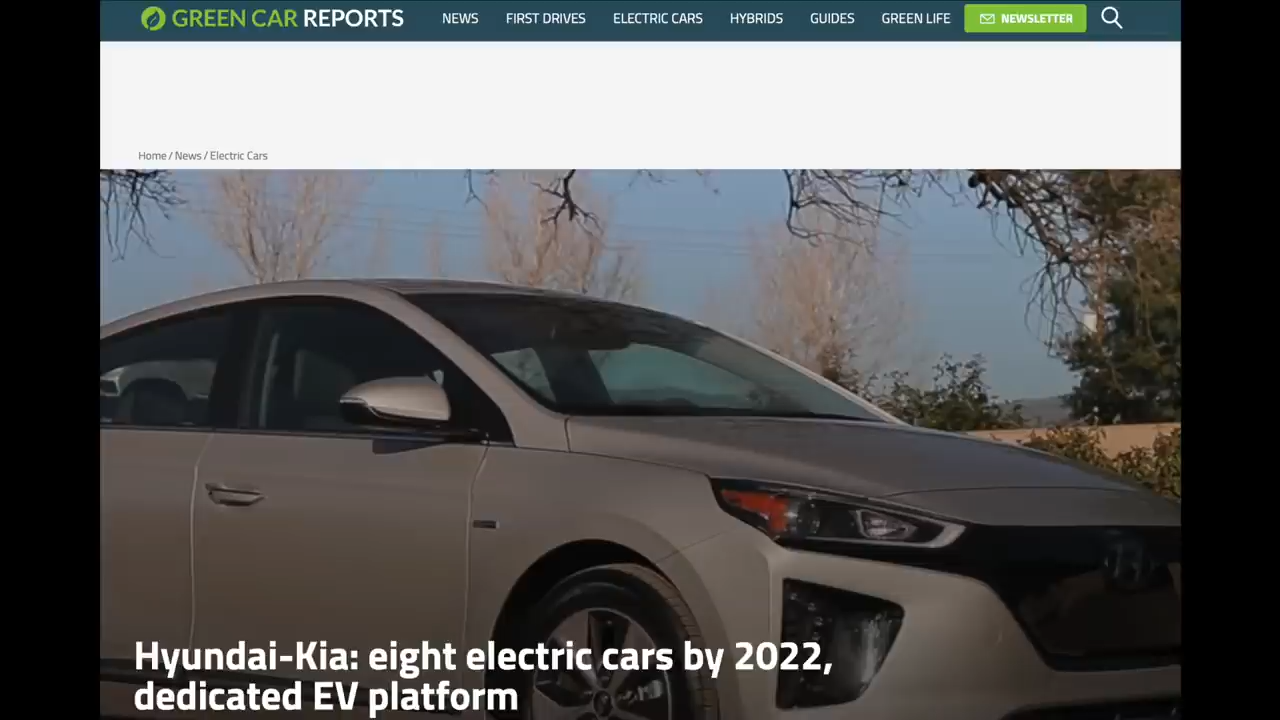 GREEN CAR REPORTS
NEWS
FIRST DRIVES
ELECTRIC CARS
HYBRIDS
GUIDES
GREEN LIFE
NEWSLETTER
Home / News / Electric Cars
Hyundai-Kia: eight electric cars by 2022,
dedicated EV platform